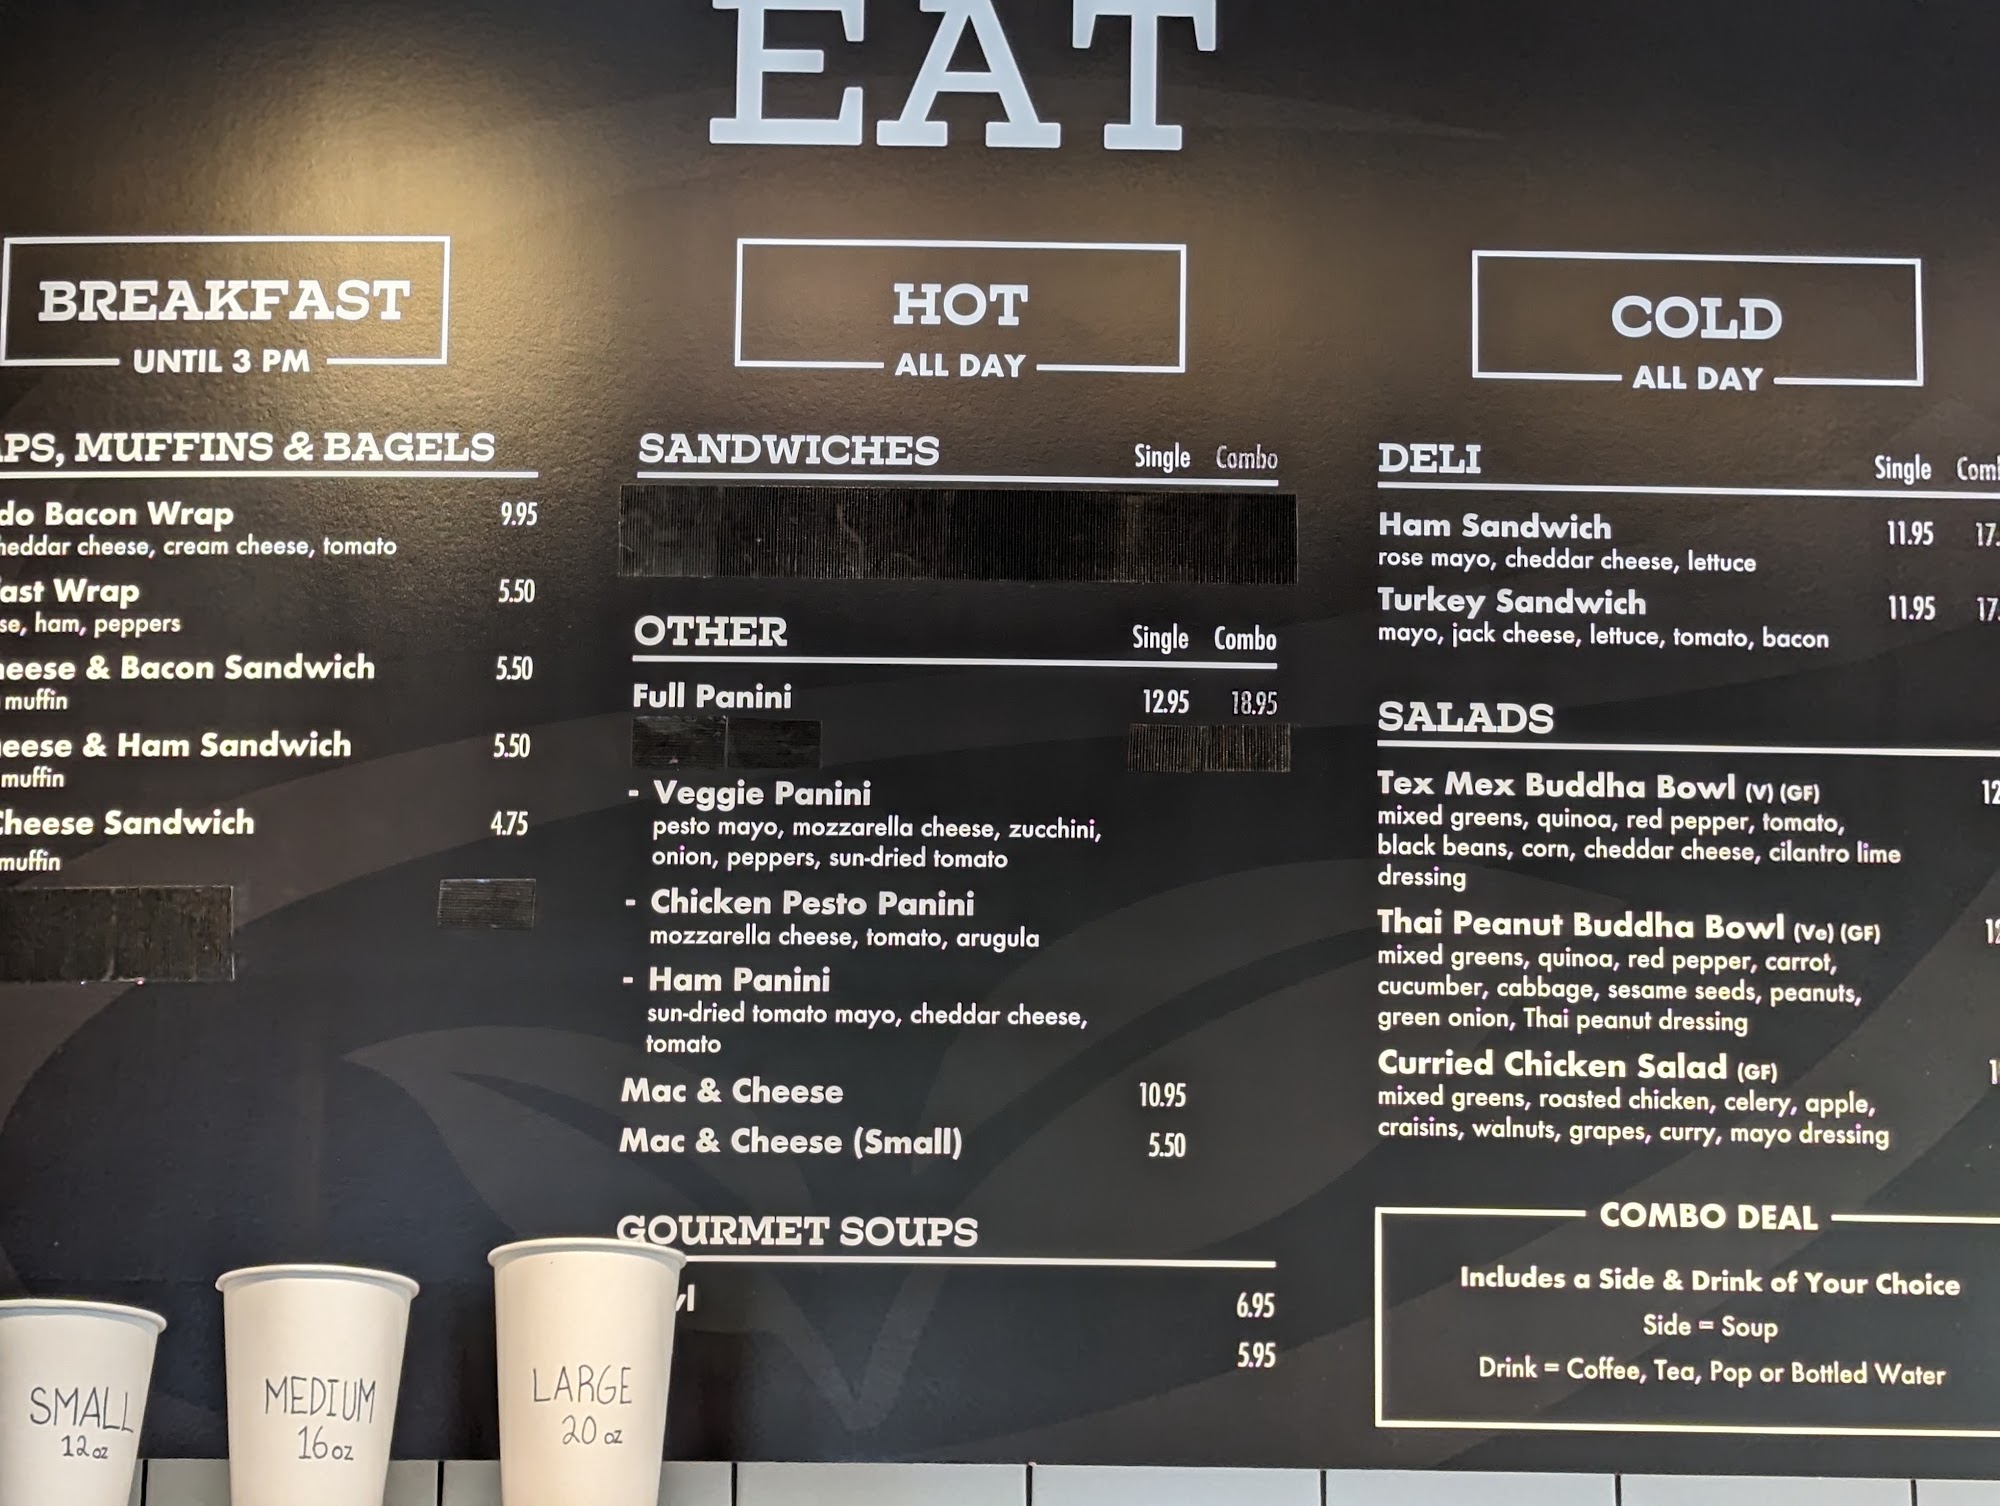 EAT
BREAKFAST
UNTIL 3 PM
MUFFINS & BAGELS
Bacon Wrap 9.95
cheese, cream cheese, tomato
Wrap 5.50
ham, peppers
& Bacon Sandwich 5.50
muffin
& Ham Sandwich 5.50
muffin
Cheese Sandwich 4.75
muffin
HOT
ALL DAY
SANDWICHES Single Combo
OTHER Single Combo
Full Panini 12.95 18.95
- Veggie Panini
pesto mayo, mozzarella cheese, zucchini,
onion, peppers, sun-dried tomato
- Chicken Pesto Panini
mozzarella cheese, tomato, arugula
- Ham Panini
sun-dried tomato mayo, cheddar cheese,
tomato
Mac & Cheese 10.95
Mac & Cheese (Small) 5.50
GOURMET SOUPS
6.95
5.95
COLD
ALL DAY
DELI Single
Ham Sandwich 11.95
rose mayo, cheddar cheese, lettuce
Turkey Sandwich 11.95
mayo, jack cheese, lettuce, tomato, bacon
SALADS
Tex Mex Buddha Bowl (V) (GF)
mixed greens, quinoa, red pepper, tomato,
black beans, corn, cheddar cheese, cilantro lime
dressing
Thai Peanut Buddha Bowl (Ve) (GF)
mixed greens, quinoa, red pepper, carrot,
cucumber, cabbage, sesame seeds, peanuts,
green onion, Thai peanut dressing
Curried Chicken Salad (GF)
mixed greens, roasted chicken, celery, apple,
craisins, walnuts, grapes, curry, mayo dressing
COMBO DEAL
Includes a Side & Drink of Your Choice
Side = Soup
Drink = Coffee, Tea, Pop or Bottled Water
SMALL
12oz
MEDIUM
16oz
LARGE
20 oz